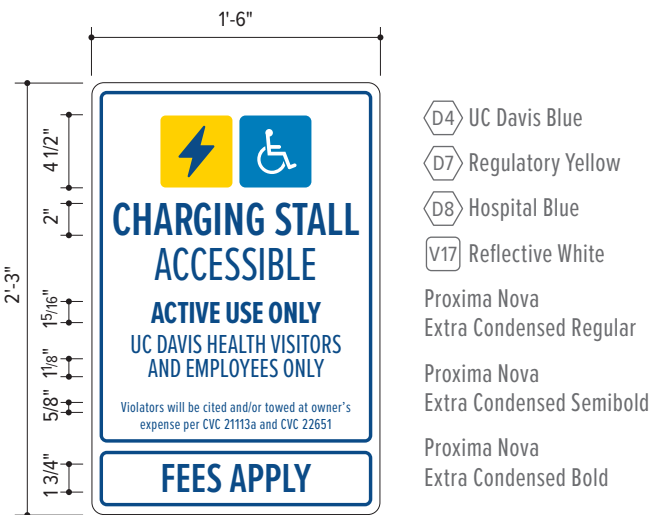 1'-6"
2'-3"
4 1/2"
2"
1 5/16"
1 1/8"
5/8"
1 3/4"
CHARGING STALL
ACCESSIBLE
ACTIVE USE ONLY
UC DAVIS HEALTH VISITORS
AND EMPLOYEES ONLY
Violators will be cited and/or towed at owner's
expense per CVC 21113a and CVC 22651
FEES APPLY
D4 UC Davis Blue
D7 Regulatory Yellow
D8 Hospital Blue
V17 Reflective White
Proxima Nova
Extra Condensed Regular
Proxima Nova
Extra Condensed Semibold
Proxima Nova
Extra Condensed Bold